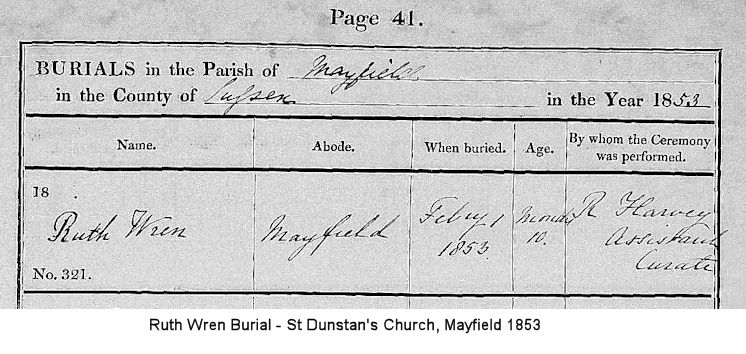 Page 41.
BURIALS in the Parish of Mayfield
in the County of Sussex in the Year 1853
Name. Abode. When buried. Age. By whom the Ceremony was performed.
18
Ruth Wren Mayfield Feby 1 1853 Months 10. R Harvey Assistant Curate
No. 321.
Ruth Wren Burial - St Dunstan's Church, Mayfield 1853